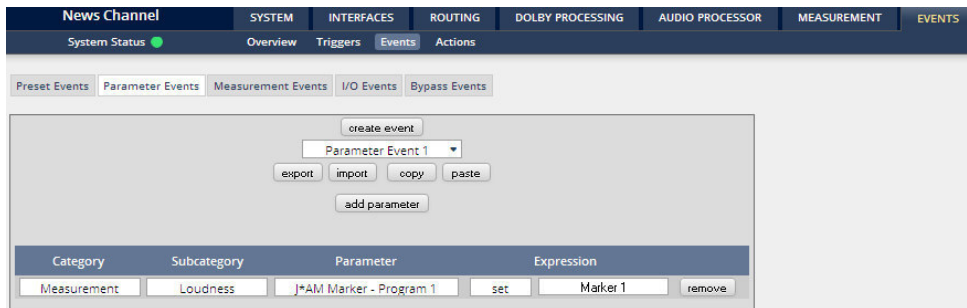 News Channel SYSTEM INTERFACES ROUTING DOLBY PROCESSING AUDIO PROCESSOR MEASUREMENT EVENTS
System Status Overview Triggers Events Actions
Preset Events Parameter Events Measurement Events I/O Events Bypass Events
create event
Parameter Event 1
export import copy paste
add parameter
Category Subcategory Parameter Expression
Measurement Loudness J*AM Marker - Program 1 set Marker 1 remove